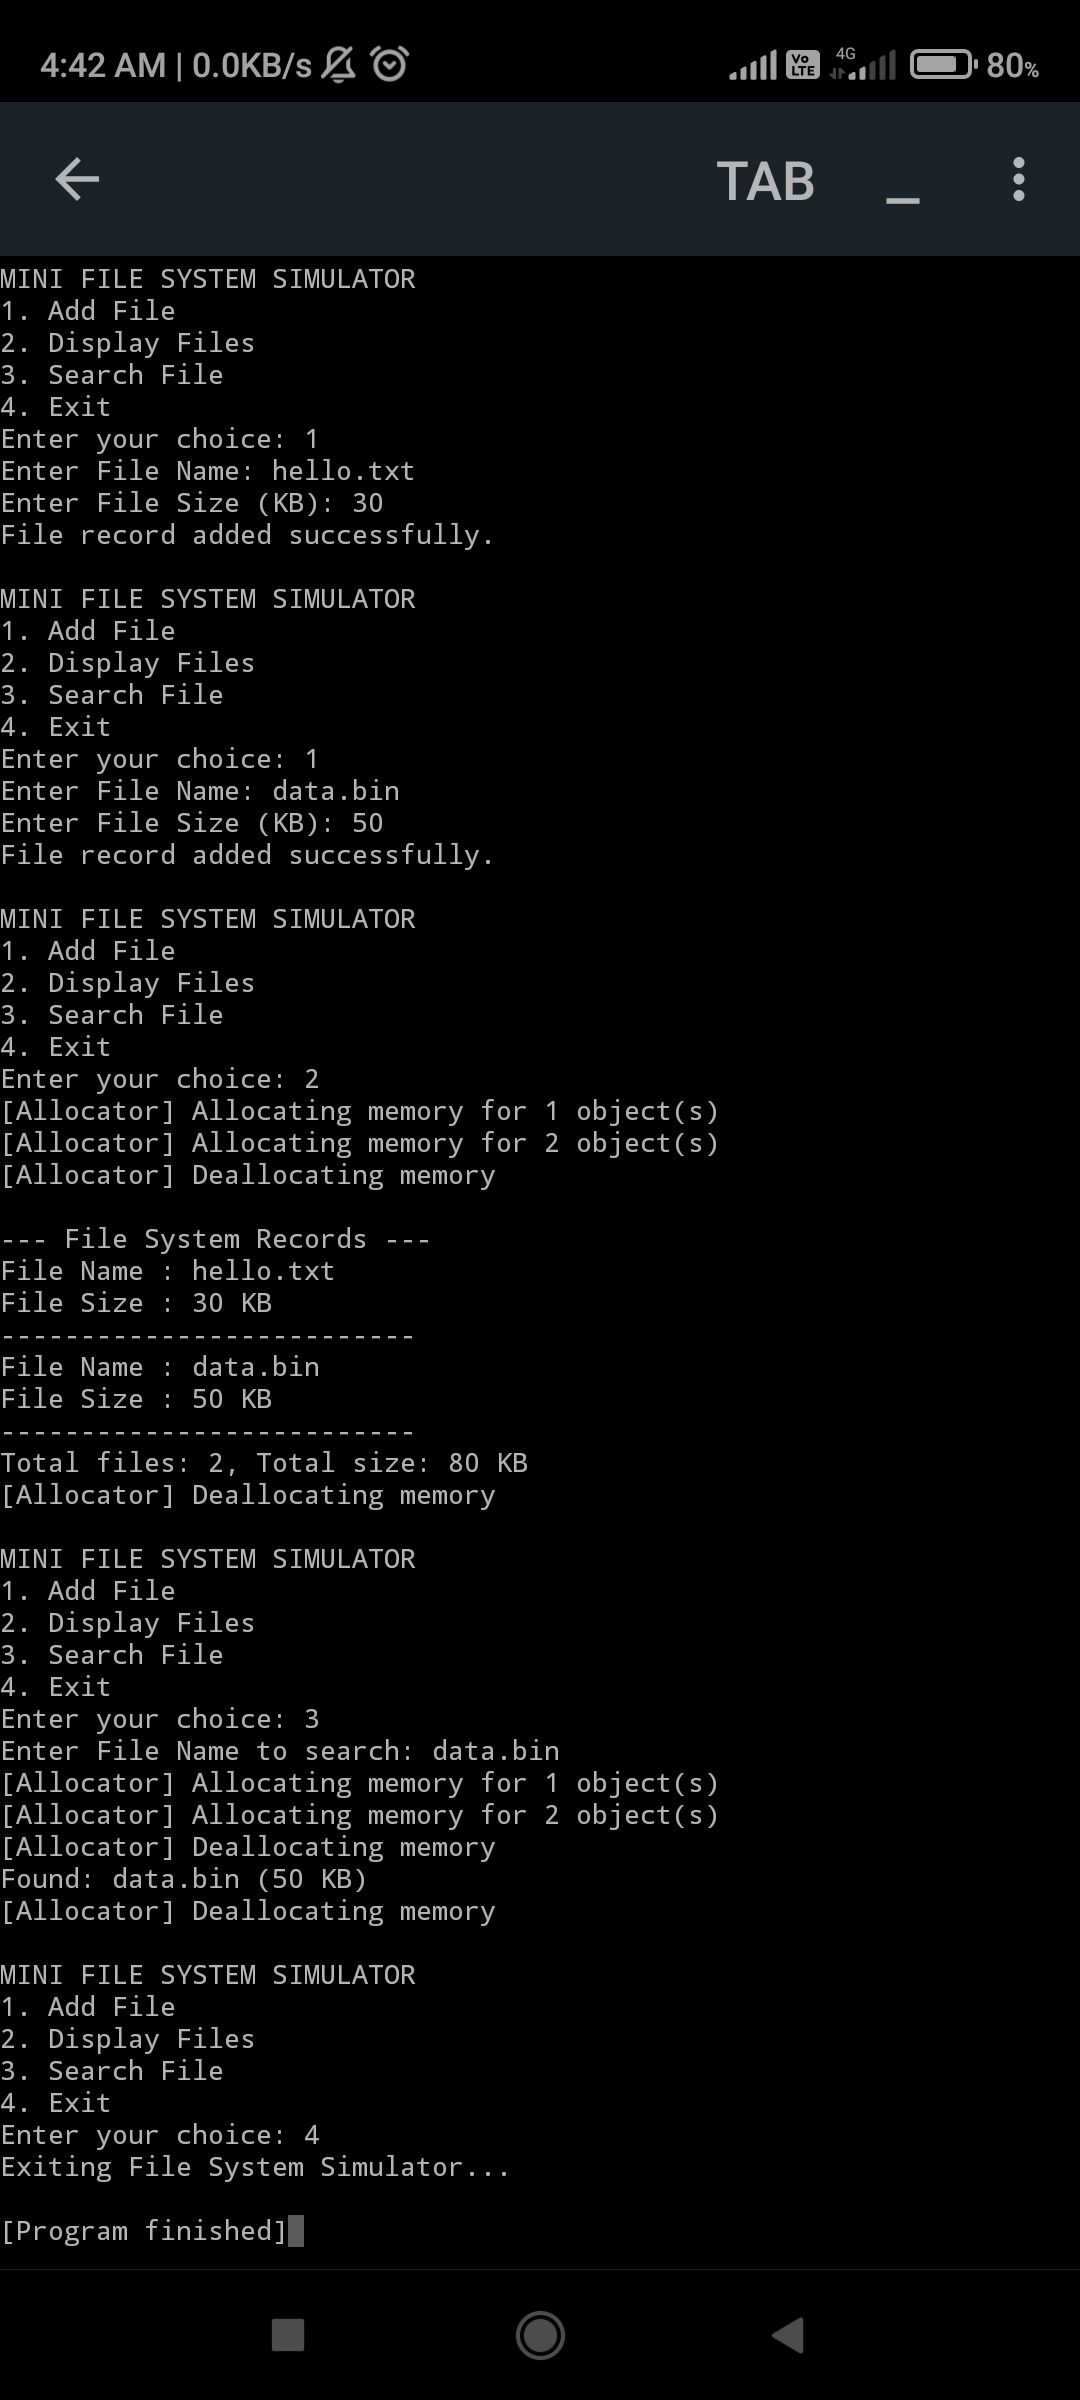 4:42 AM | 0.0KB/s VoLTE 4G 80%
TAB _
MINI FILE SYSTEM SIMULATOR
1. Add File
2. Display Files
3. Search File
4. Exit
Enter your choice: 1
Enter File Name: hello.txt
Enter File Size (KB): 30
File record added successfully.
MINI FILE SYSTEM SIMULATOR
1. Add File
2. Display Files
3. Search File
4. Exit
Enter your choice: 1
Enter File Name: data.bin
Enter File Size (KB): 50
File record added successfully.
MINI FILE SYSTEM SIMULATOR
1. Add File
2. Display Files
3. Search File
4. Exit
Enter your choice: 2
[Allocator] Allocating memory for 1 object(s)
[Allocator] Allocating memory for 2 object(s)
[Allocator] Deallocating memory
--- File System Records ---
File Name : hello.txt
File Size : 30 KB
--------------------------
File Name : data.bin
File Size : 50 KB
--------------------------
Total files: 2, Total size: 80 KB
[Allocator] Deallocating memory
MINI FILE SYSTEM SIMULATOR
1. Add File
2. Display Files
3. Search File
4. Exit
Enter your choice: 3
Enter File Name to search: data.bin
[Allocator] Allocating memory for 1 object(s)
[Allocator] Allocating memory for 2 object(s)
[Allocator] Deallocating memory
Found: data.bin (50 KB)
[Allocator] Deallocating memory
MINI FILE SYSTEM SIMULATOR
1. Add File
2. Display Files
3. Search File
4. Exit
Enter your choice: 4
Exiting File System Simulator...
[Program finished]